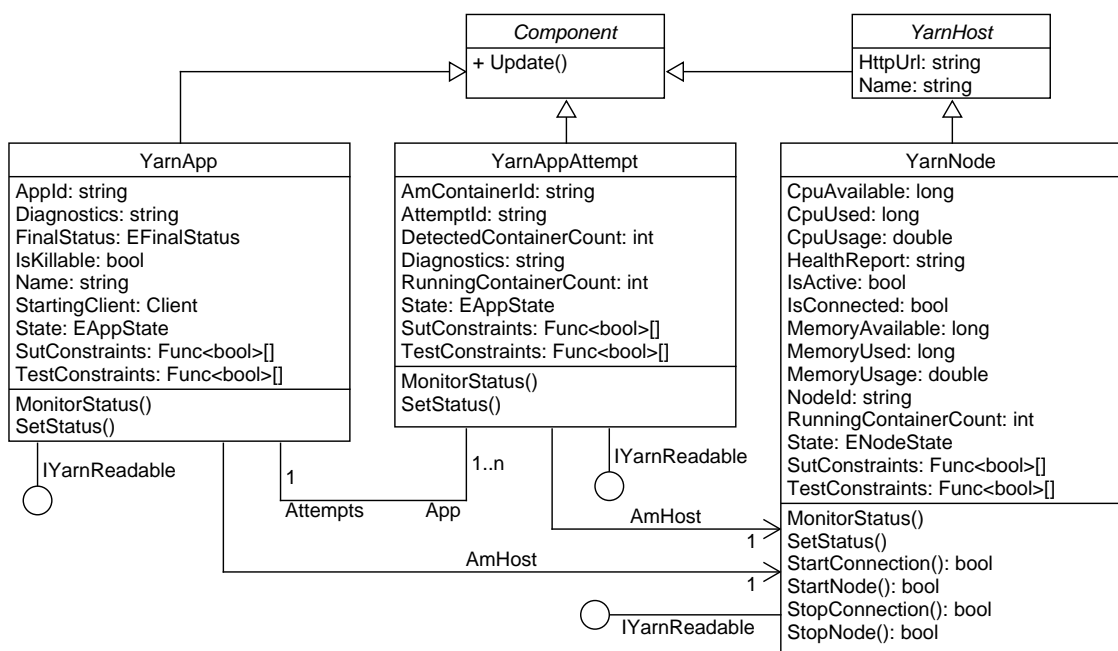 Component
+ Update()
YarnHost
HttpUrl: string
Name: string
YarnApp
AppId: string
Diagnostics: string
FinalStatus: EFinalStatus
IsKillable: bool
Name: string
StartingClient: Client
State: EAppState
SutConstraints: Func<bool>[]
TestConstraints: Func<bool>[]
MonitorStatus()
SetStatus()
YarnAppAttempt
AmContainerId: string
AttemptId: string
DetectedContainerCount: int
Diagnostics: string
RunningContainerCount: int
State: EAppState
SutConstraints: Func<bool>[]
TestConstraints: Func<bool>[]
MonitorStatus()
SetStatus()
YarnNode
CpuAvailable: long
CpuUsed: long
CpuUsage: double
HealthReport: string
IsActive: bool
IsConnected: bool
MemoryAvailable: long
MemoryUsed: long
MemoryUsage: double
NodeId: string
RunningContainerCount: int
State: ENodeState
SutConstraints: Func<bool>[]
TestConstraints: Func<bool>[]
MonitorStatus()
SetStatus()
StartConnection(): bool
StartNode(): bool
StopConnection(): bool
StopNode(): bool
IYarnReadable
1
1..n
Attempts
App
IYarnReadable
AmHost
1
AmHost
1
IYarnReadable